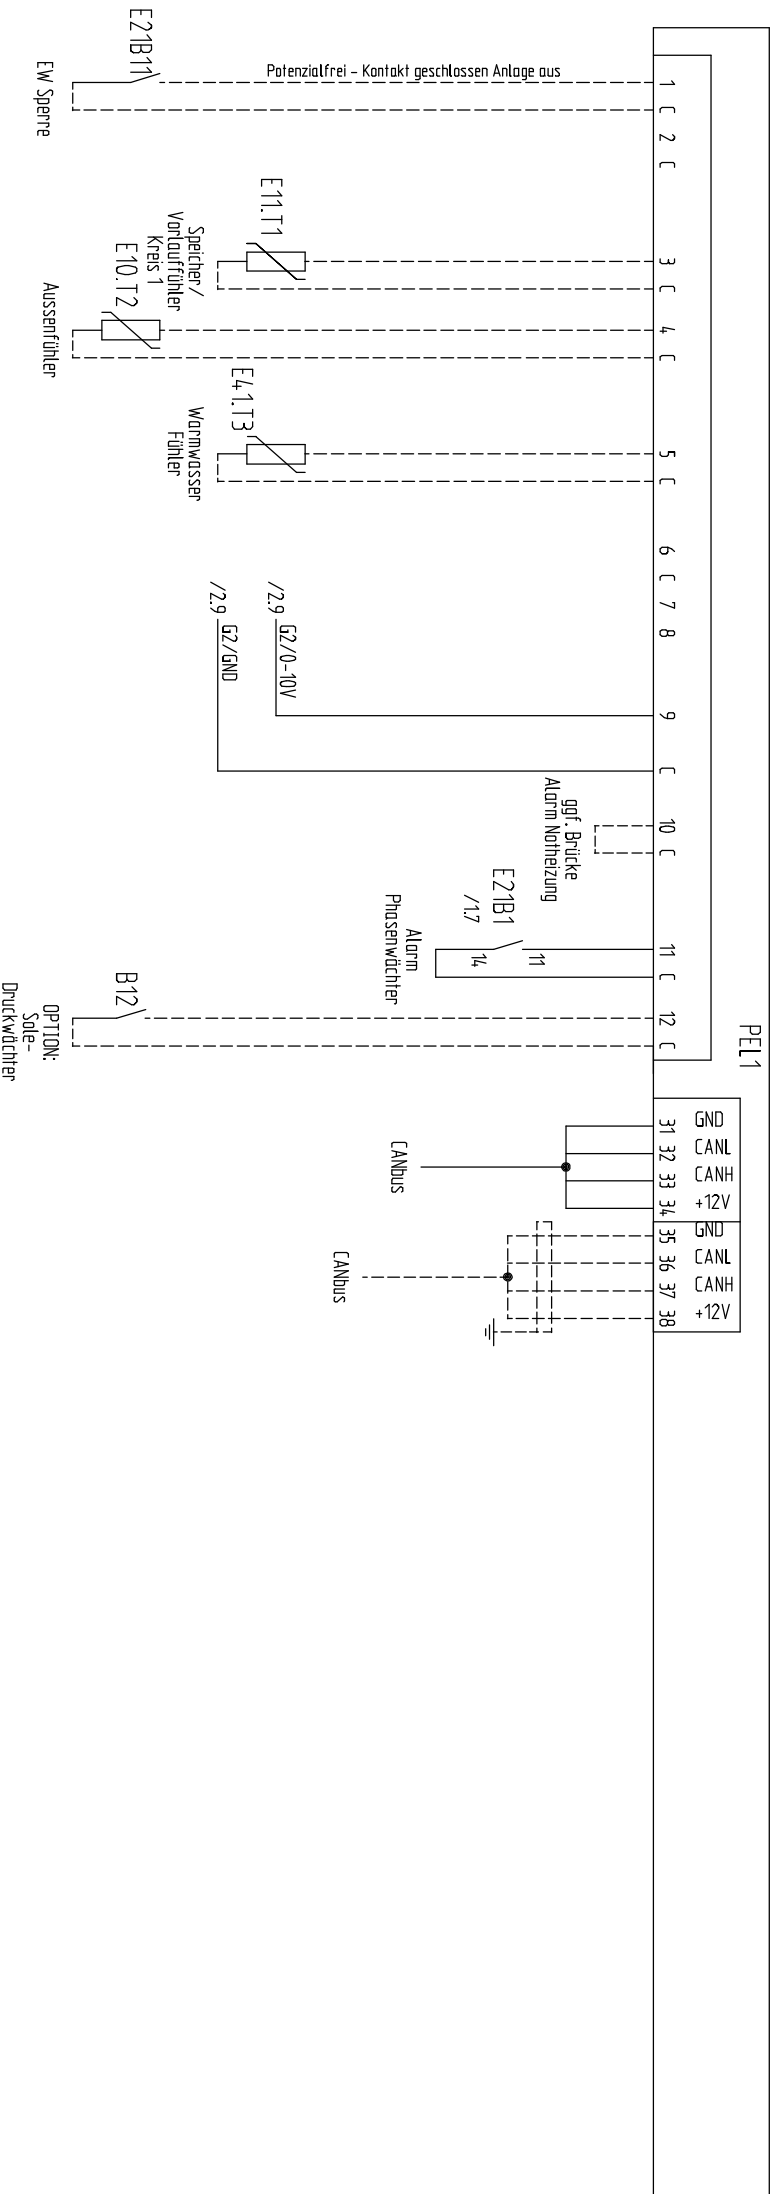 PEL1
1 C 2 C 3 C 4 C 5 C 6 C 7 8 9 C 10 C 11 C 12 C
GND
CANL
CANH
+12V
GND
CANL
CANH
+12V
31 32 33 34 35 36 37 38
Potenzialfrei - Kontakt geschlossen Anlage aus
E21B11
EW Sperre
E11.T1
Speicher/
Vorlauffühler
Kreis 1
E10.T2
Aussenfühler
E41.T3
Warmwasser
Fühler
/2.9 G2/0-10V
/2.9 G2/GND
ggf. Brücke
Alarm Notheizung
E21B1
/1.7
11
14
Alarm
Phasenwächter
B12
OPTION:
Sole-
Druckwächter
CANbus
CANbus